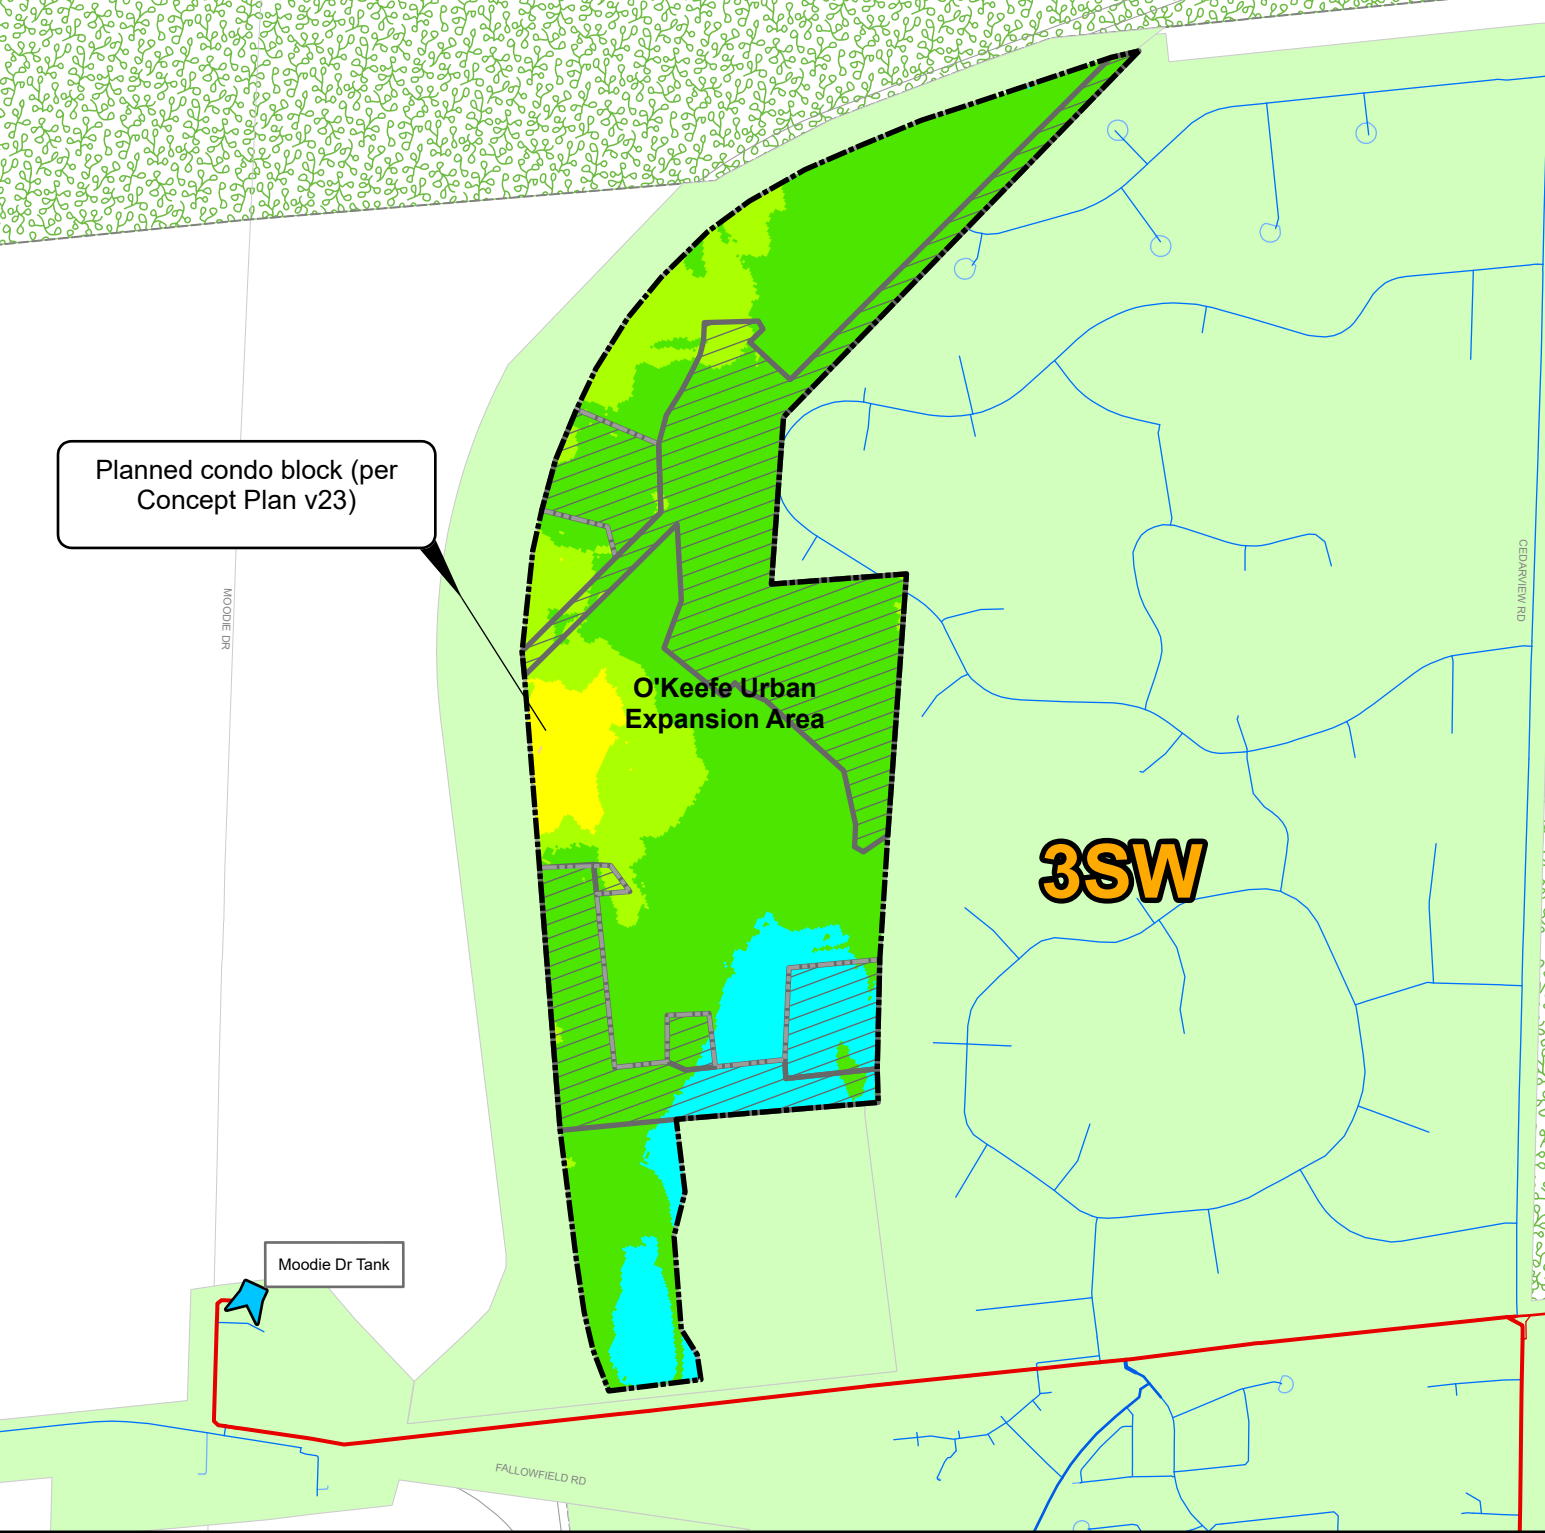 Planned condo block (per
Concept Plan v23)
MOODIE DR
CEDARVIEW RD
O'Keefe Urban
Expansion Area
3SW
Moodie Dr Tank
FALLOWFIELD RD